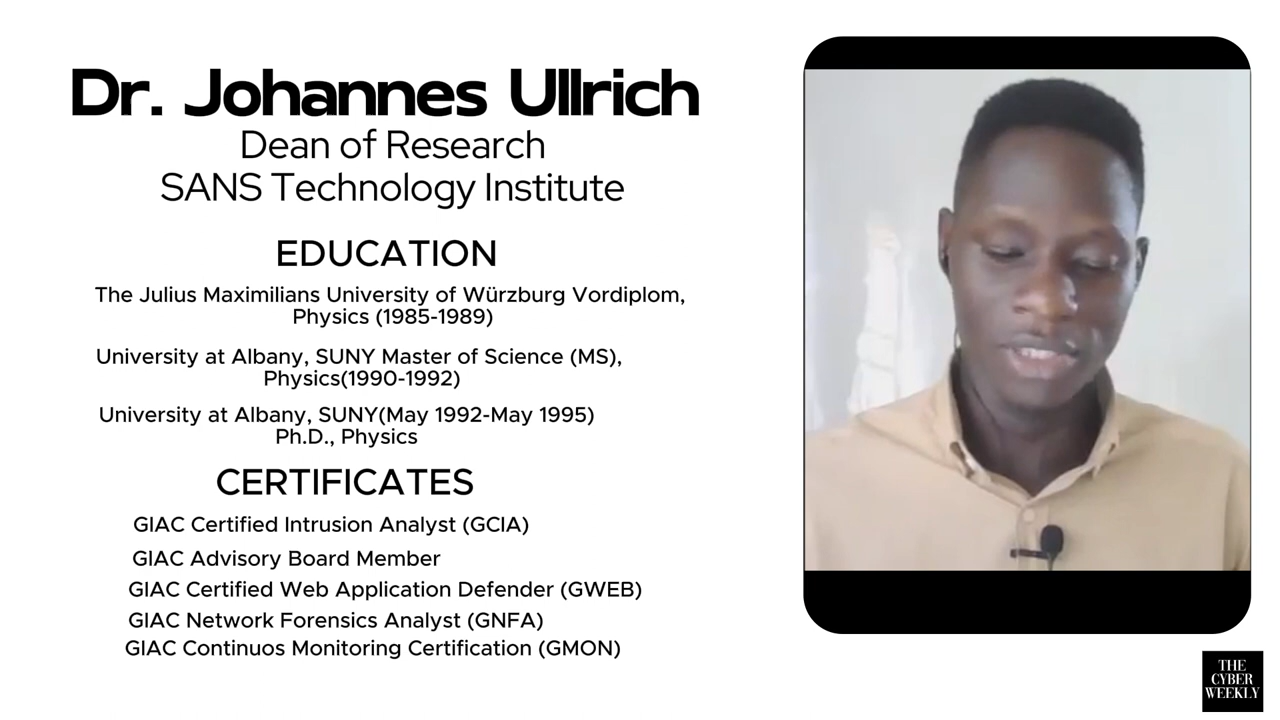 Dr. Johannes Ullrich
Dean of Research
SANS Technology Institute
EDUCATION
The Julius Maximilians University of Würzburg Vordiplom,
Physics (1985-1989)
University at Albany, SUNY Master of Science (MS),
Physics(1990-1992)
University at Albany, SUNY(May 1992-May 1995)
Ph.D., Physics
CERTIFICATES
GIAC Certified Intrusion Analyst (GCIA)
GIAC Advisory Board Member
GIAC Certified Web Application Defender (GWEB)
GIAC Network Forensics Analyst (GNFA)
GIAC Continuos Monitoring Certification (GMON)
THE
CYBER
WEEKLY